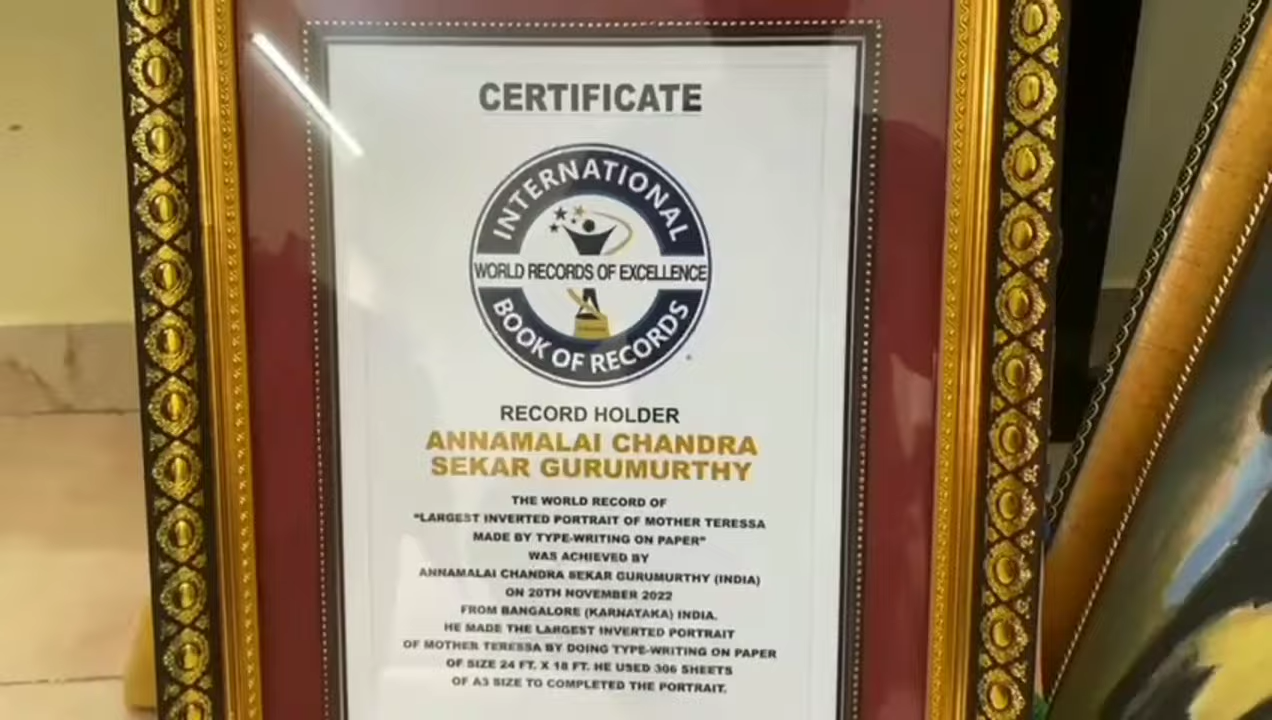 CERTIFICATE
INTERNATIONAL
WORLD RECORDS OF EXCELLENCE
BOOK OF RECORDS
RECORD HOLDER
ANNAMALAI CHANDRA
SEKAR GURUMURTHY
THE WORLD RECORD OF
"LARGEST INVERTED PORTRAIT OF MOTHER TERESSA
MADE BY TYPE-WRITING ON PAPER"
WAS ACHIEVED BY
ANNAMALAI CHANDRA SEKAR GURUMURTHY (INDIA)
ON 20TH NOVEMBER 2022
FROM BANGALORE (KARNATAKA) INDIA.
HE MADE THE LARGEST INVERTED PORTRAIT
OF MOTHER TERESSA BY DOING TYPE-WRITING ON PAPER
OF SIZE 24 FT. X 18 FT. HE USED 306 SHEETS
OF A3 SIZE TO COMPLETED THE PORTRAIT.